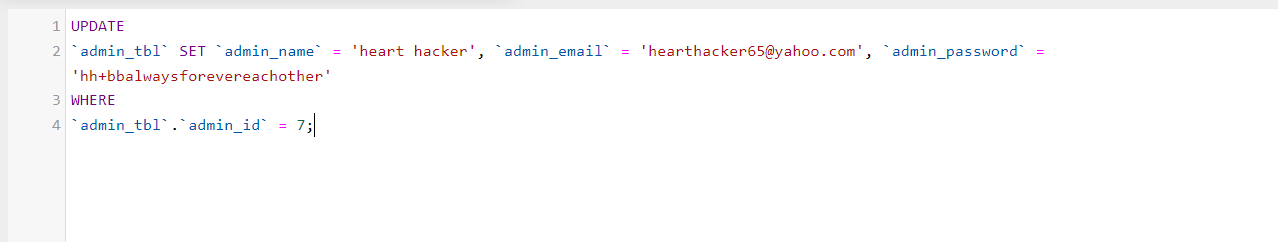 1 UPDATE
2 `admin_tbl` SET `admin_name` = 'heart hacker', `admin_email` = 'hearthacker65@yahoo.com', `admin_password` =
'hh+bbalwaysforevereachother'
3 WHERE
4 `admin_tbl`.`admin_id` = 7;